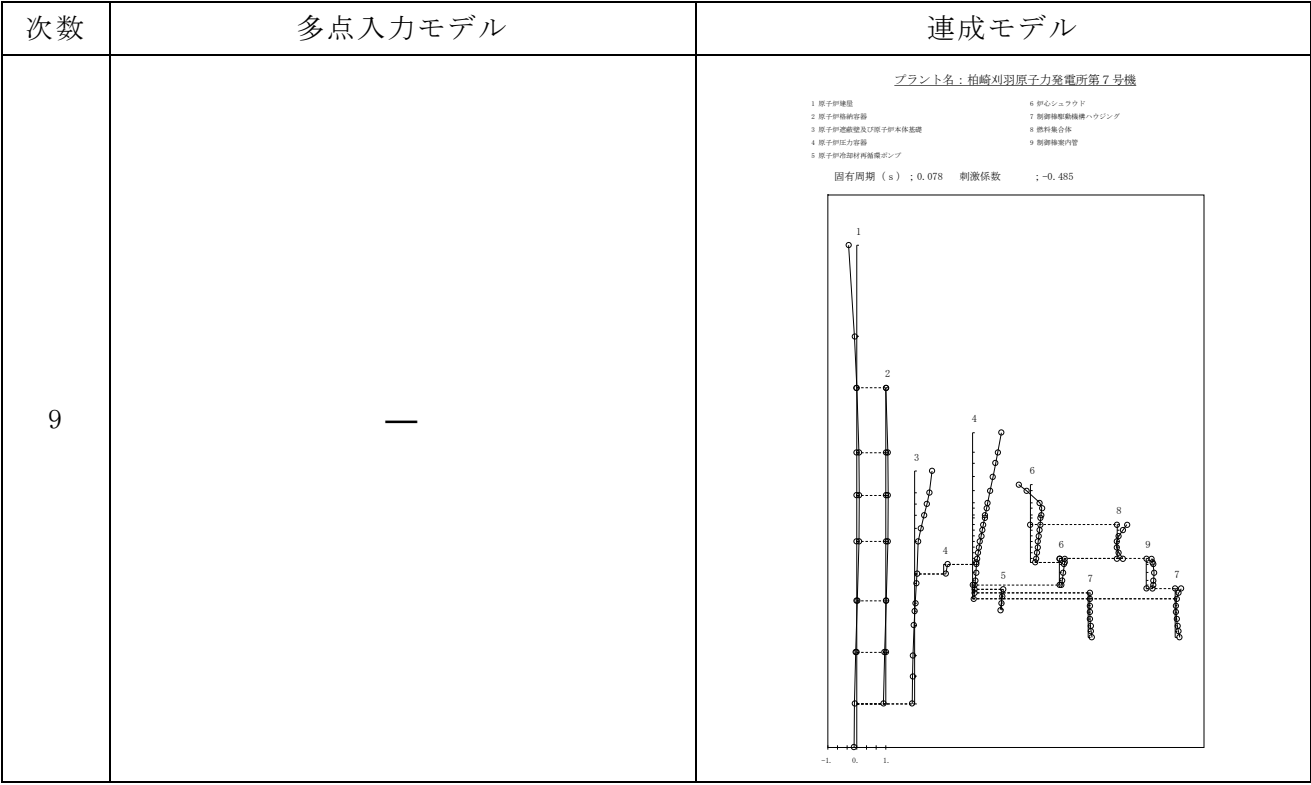 次数 多点入力モデル 連成モデル
プラント名：柏崎刈羽原子力発電所第７号機
1 原子炉建屋 6 炉心シュラウド
2 原子炉格納容器 7 制御棒駆動機構ハウジング
3 原子炉遮蔽壁及び原子炉本体基礎 8 燃料集合体
4 原子炉圧力容器 9 制御棒案内管
5 原子炉冷却材再循環ポンプ
固有周期（ｓ）;0.078 刺激係数 ;-0.485
1
2
9 —
4
3
6
8
4 6 9
5 7 7
-1. 0. 1.